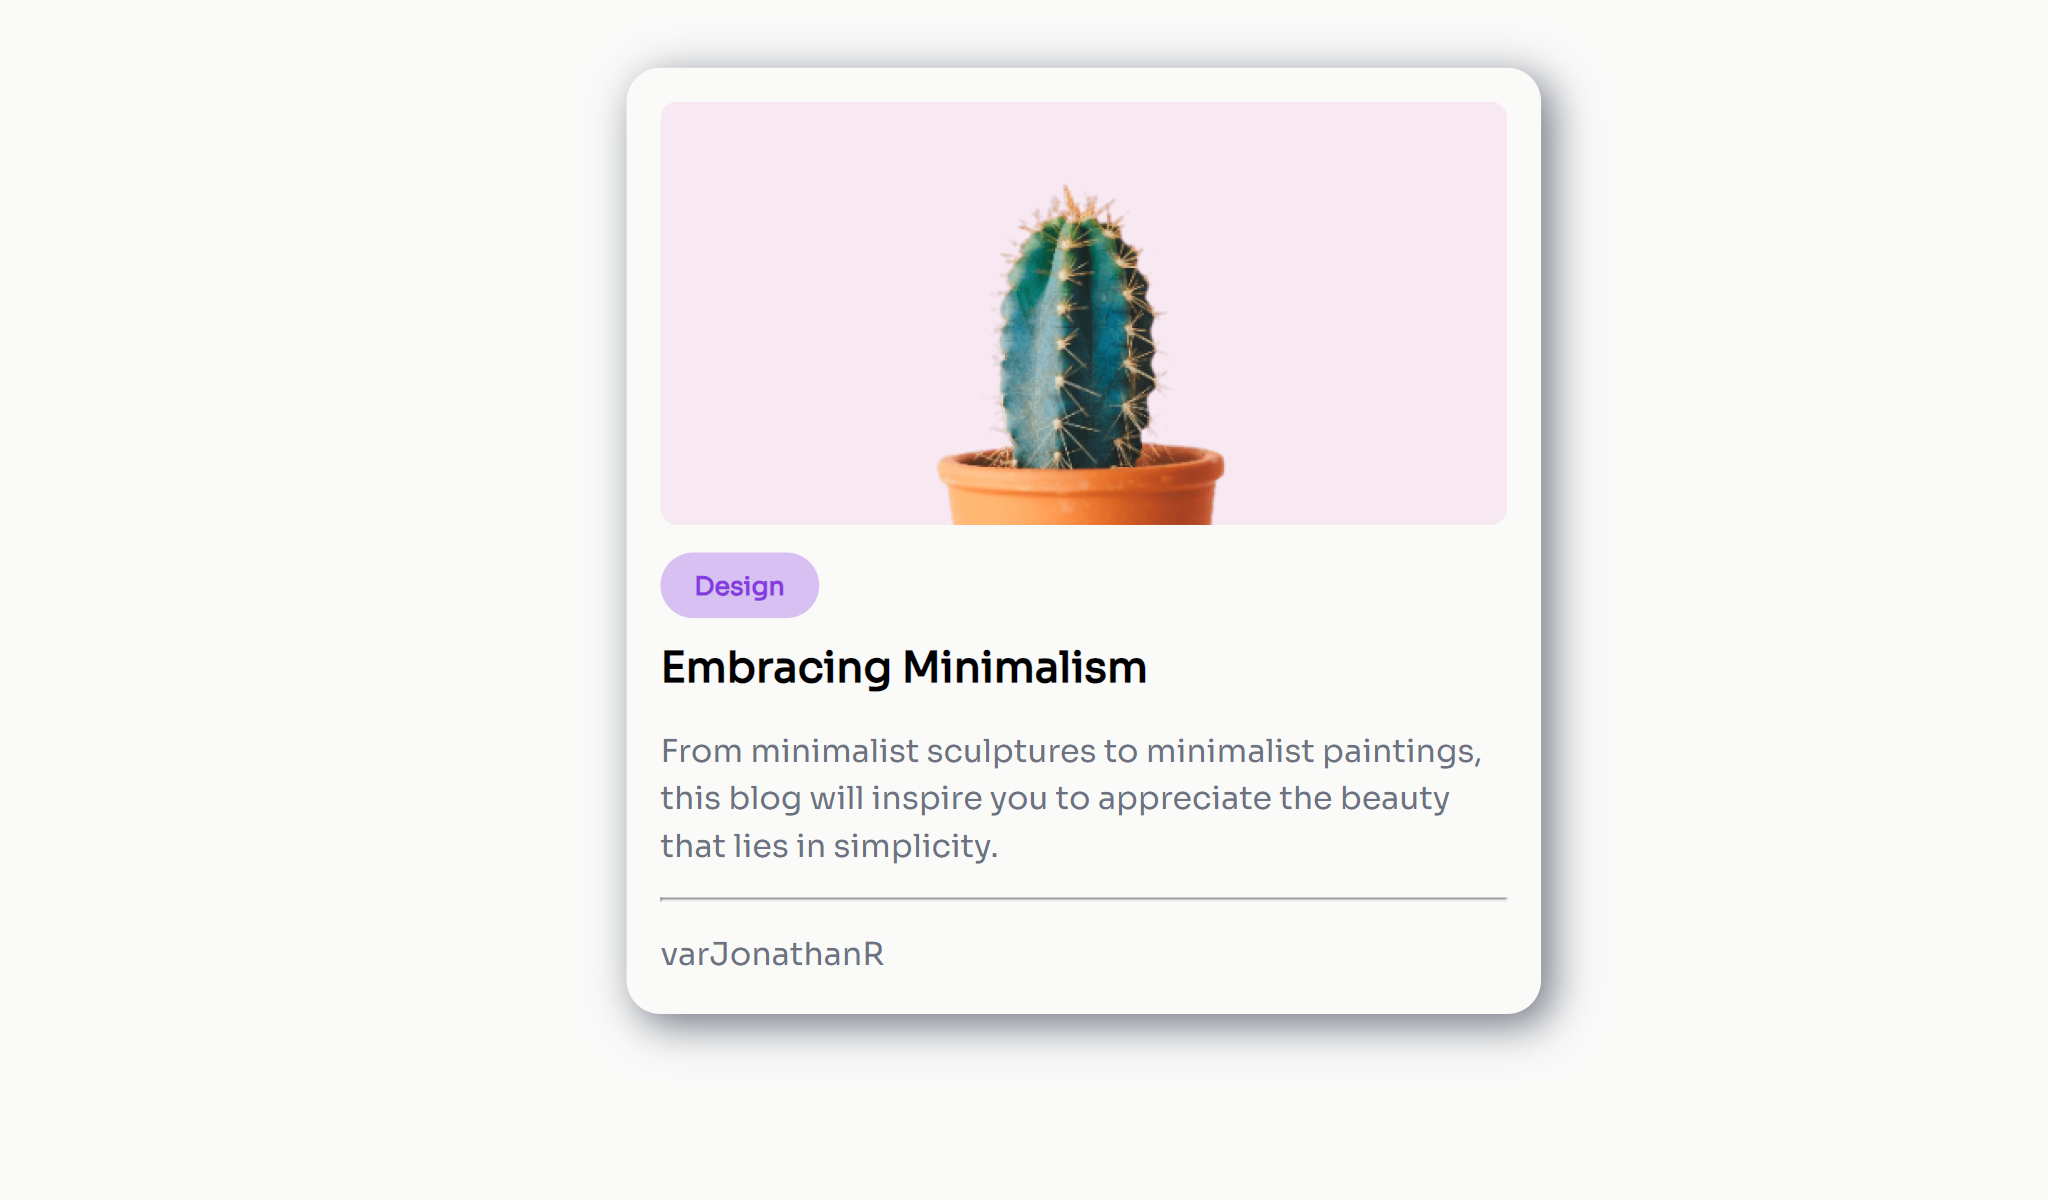 Design
Embracing Minimalism
From minimalist sculptures to minimalist paintings,
this blog will inspire you to appreciate the beauty
that lies in simplicity.
varJonathanR